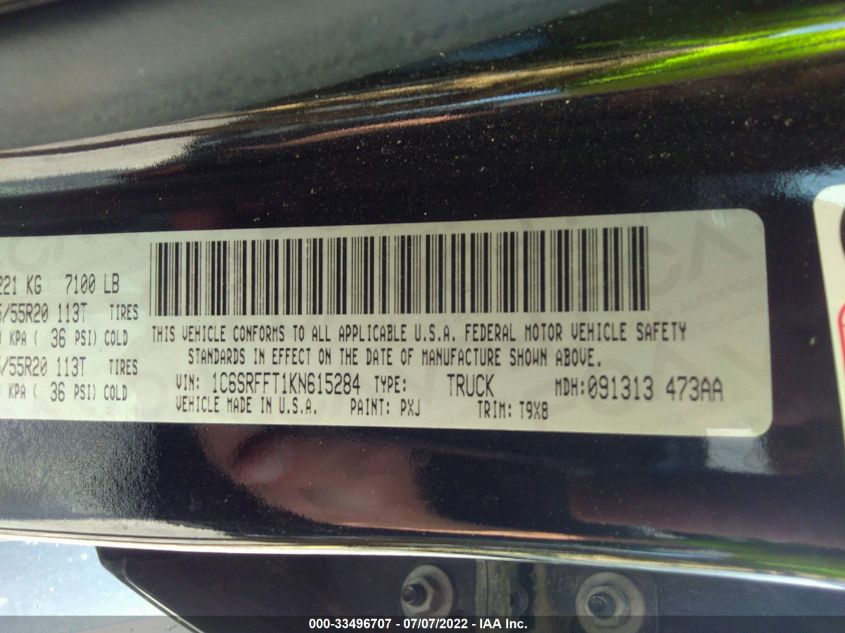 221 KG 7100 LB
/55R20 113T TIRES
KPA ( 36 PSI) COLD
/55R20 113T TIRES
KPA ( 36 PSI) COLD
THIS VEHICLE CONFORMS TO ALL APPLICABLE U.S.A. FEDERAL MOTOR VEHICLE SAFETY
STANDARDS IN EFFECT ON THE DATE OF MANUFACTURE SHOWN ABOVE.
VIN: 1C6SRFFT1KN615284 TYPE: TRUCK MDH: 091313 473AA
VEHICLE MADE IN U.S.A. PAINT: PXJ TRIM: T9X8
000-33496707 - 07/07/2022 - IAA Inc.